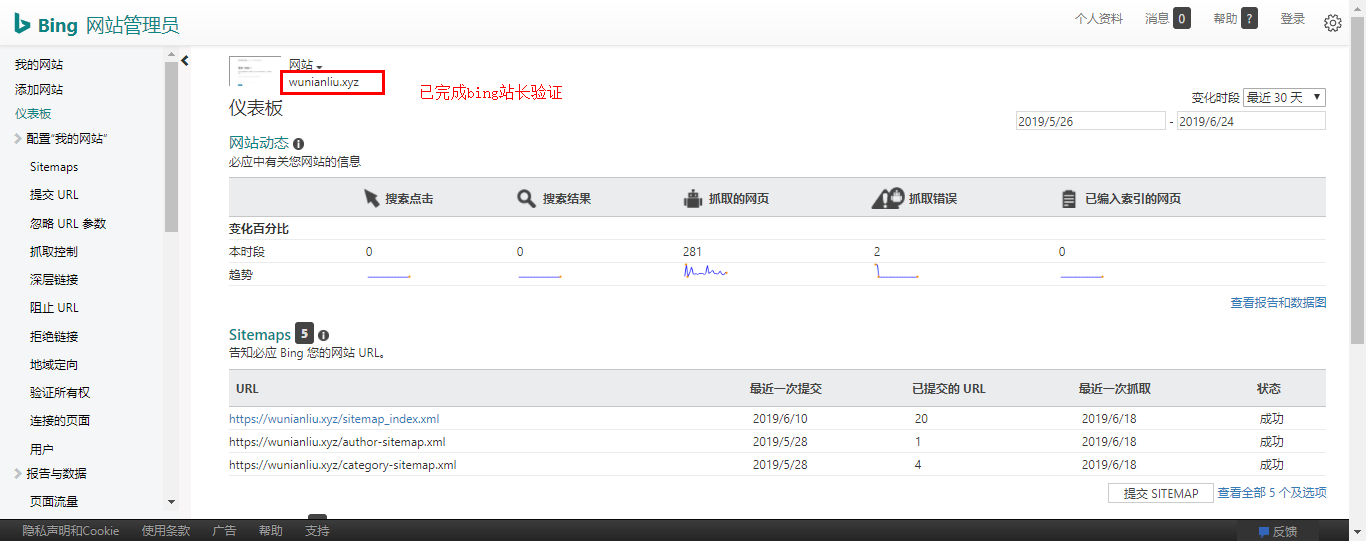 Bing 网站管理员
个人资料 消息 0 帮助 ? 登录
我的网站
添加网站
仪表板
配置“我的网站”
Sitemaps
提交 URL
忽略 URL 参数
抓取控制
深层链接
阻止 URL
拒绝链接
地域定向
验证所有权
连接的页面
用户
报告与数据
页面流量
网站
wunianliu.xyz
已完成bing站长验证
仪表板
变化时段 最近 30 天
2019/5/26 - 2019/6/24
网站动态
必应中有关您网站的信息
搜索点击 搜索结果 抓取的网页 抓取错误 已编入索引的网页
变化百分比
本时段 0 0 281 2 0
趋势
查看报告和数据图
Sitemaps 5
告知必应 Bing 您的网站 URL。
URL 最近一次提交 已提交的 URL 最近一次抓取 状态
https://wunianliu.xyz/sitemap_index.xml 2019/6/10 20 2019/6/18 成功
https://wunianliu.xyz/author-sitemap.xml 2019/5/28 1 2019/6/18 成功
https://wunianliu.xyz/category-sitemap.xml 2019/5/28 4 2019/6/18 成功
提交 SITEMAP 查看全部 5 个及选项
隐私声明和Cookie 使用条款 广告 帮助 支持 反馈